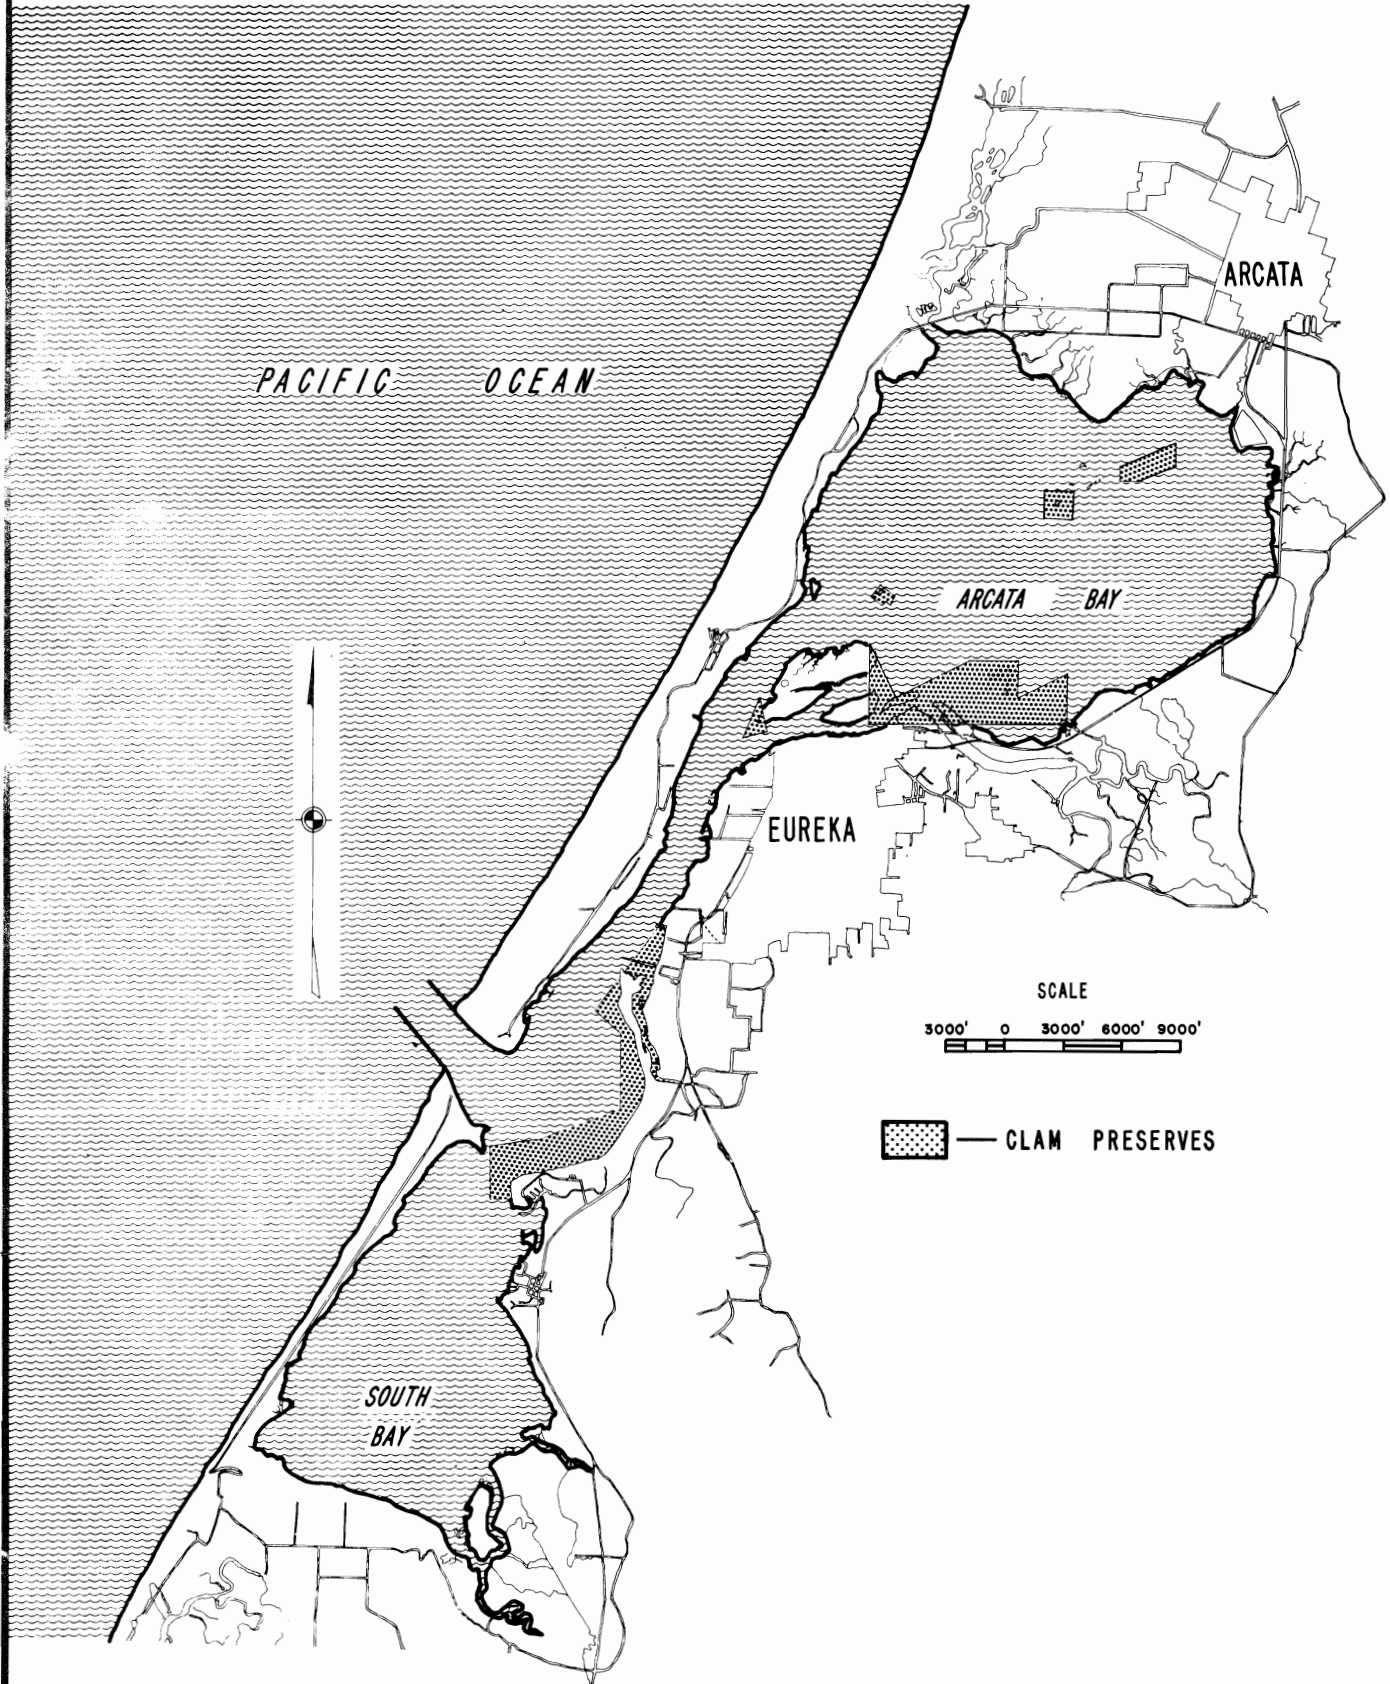 ARCATA
PACIFIC OCEAN
ARCATA BAY
EUREKA
SCALE
3000' 0 3000' 6000' 9000'
CLAM PRESERVES
SOUTH
BAY